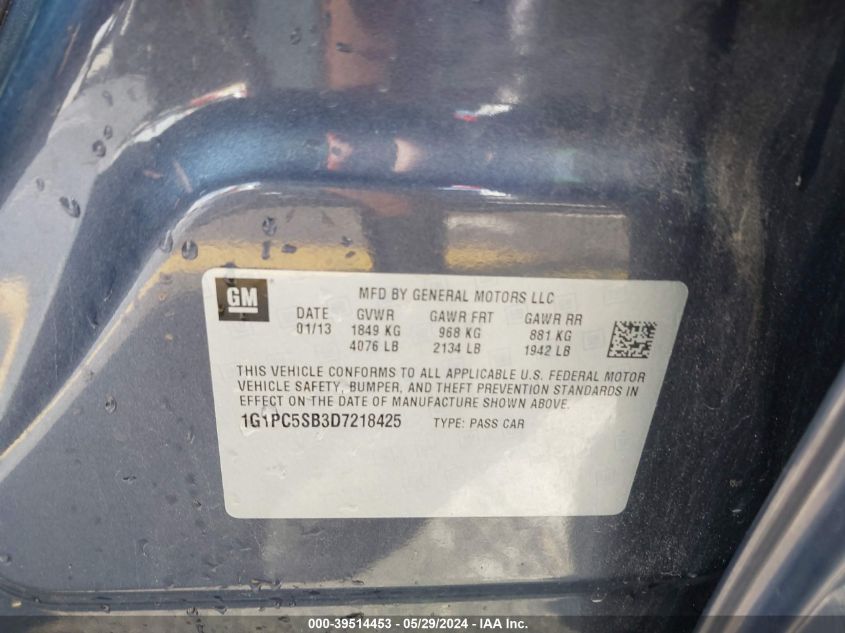 GM
MFD BY GENERAL MOTORS LLC
DATE GVWR GAWR FRT GAWR RR
01/13 1849 KG 968 KG 881 KG
4076 LB 2134 LB 1942 LB
THIS VEHICLE CONFORMS TO ALL APPLICABLE U.S. FEDERAL MOTOR
VEHICLE SAFETY, BUMPER, AND THEFT PREVENTION STANDARDS IN
EFFECT ON THE DATE OF MANUFACTURE SHOWN ABOVE.
1G1PC5SB3D7218425 TYPE: PASS CAR
000-39514453 - 05/29/2024 - IAA Inc.